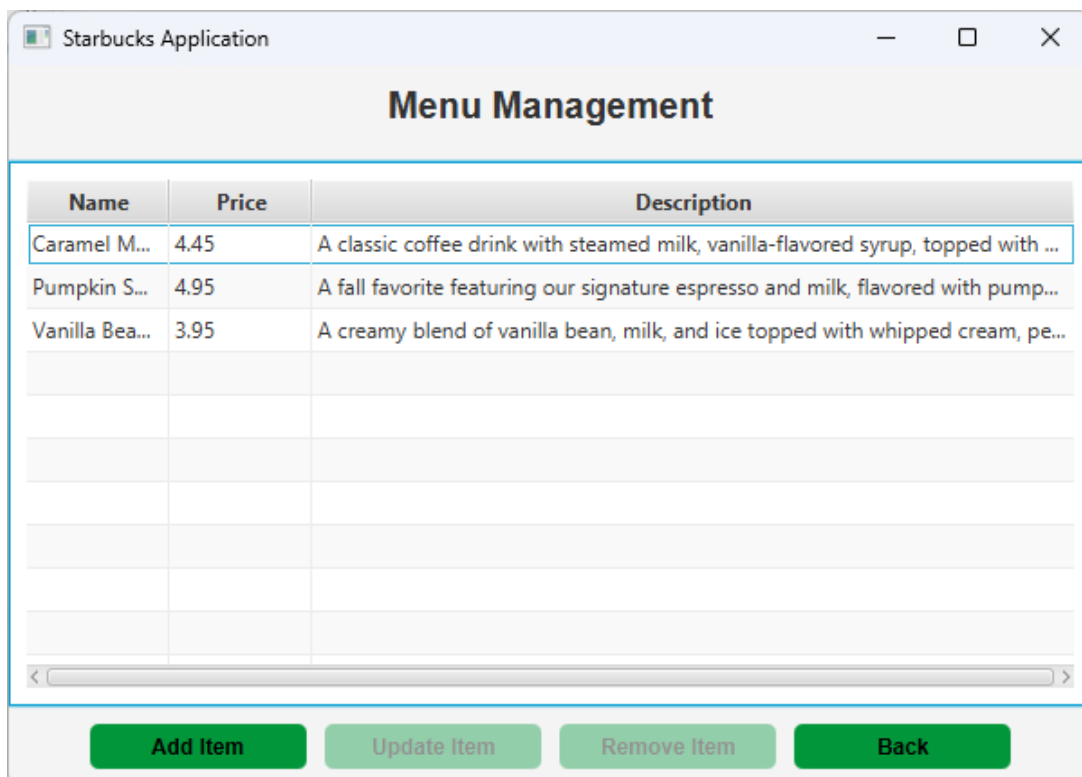 Starbucks Application
Menu Management
Name Price Description
Caramel M... 4.45 A classic coffee drink with steamed milk, vanilla-flavored syrup, topped with ...
Pumpkin S... 4.95 A fall favorite featuring our signature espresso and milk, flavored with pump...
Vanilla Bea... 3.95 A creamy blend of vanilla bean, milk, and ice topped with whipped cream, pe...
Add Item Update Item Remove Item Back